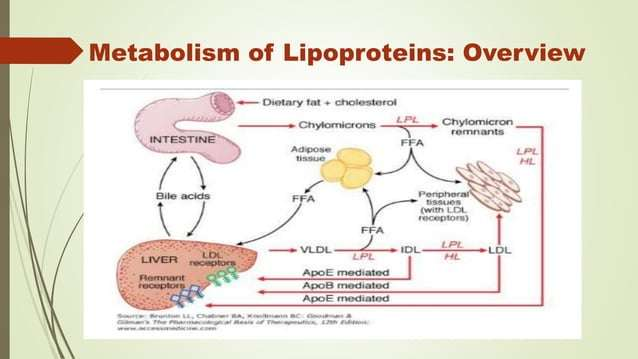 Metabolism of Lipoproteins: Overview
Dietary fat + cholesterol
Chylomicrons
LPL
Chylomicron
remnants
INTESTINE
FFA
LPL
HL
Adipose
tissue
Bile acids
FFA
Peripheral
tissues
(with LDL
receptors)
FFA
LIVER
LDL
receptors
VLDL
LPL
IDL
LPL
HL
LDL
Remnant
receptors
ApoE mediated
ApoB mediated
ApoE mediated
Source: Brunton LL, Chabner BA, Knollmann BC: Goodman &
Gilman's The Pharmacological Basis of Therapeutics, 12th Edition:
www.accessmedicine.com